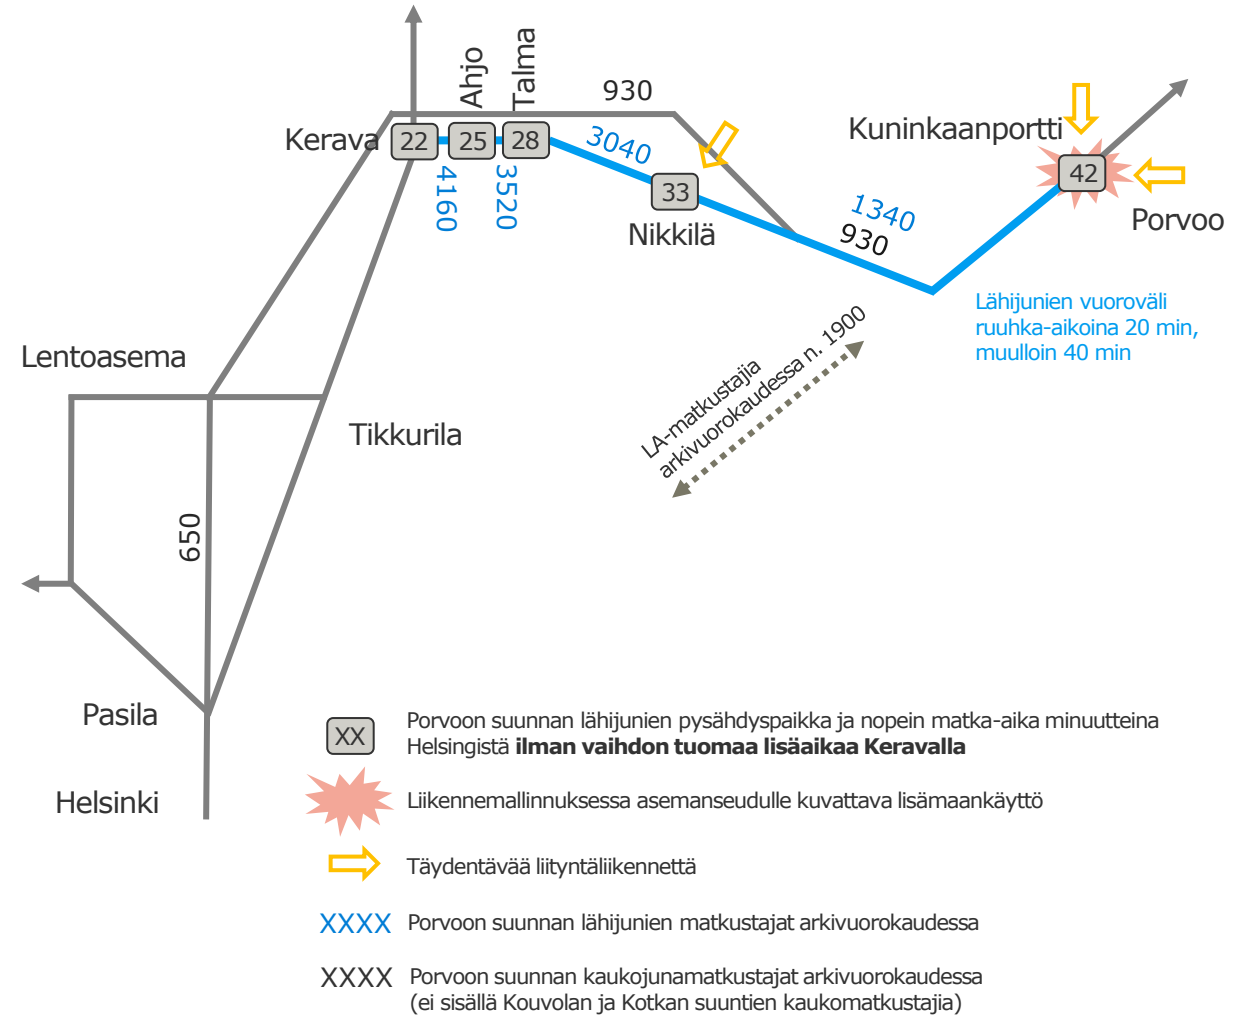 Ahjo
Talma
930
Kerava
22
25
28
3040
4160
3520
33
Nikkilä
Kuninkaanportti
42
Porvoo
1340
930
Lähijunien vuoroväli
ruuhka-aikoina 20 min,
muulloin 40 min
LA-matkustajia
arkivuorokaudessa n. 1900
Lentoasema
Tikkurila
650
Pasila
Helsinki
XX
Porvoon suunnan lähijunien pysähdyspaikka ja nopein matka-aika minuutteina
Helsingistä ilman vaihdon tuomaa lisäaikaa Keravalla
Liikennemallinnuksessa asemanseudulle kuvattava lisämaankäyttö
Täydentävää liityntäliikennettä
XXXX Porvoon suunnan lähijunien matkustajat arkivuorokaudessa
XXXX Porvoon suunnan kaukojunamatkustajat arkivuorokaudessa
(ei sisällä Kouvolan ja Kotkan suuntien kaukomatkustajia)